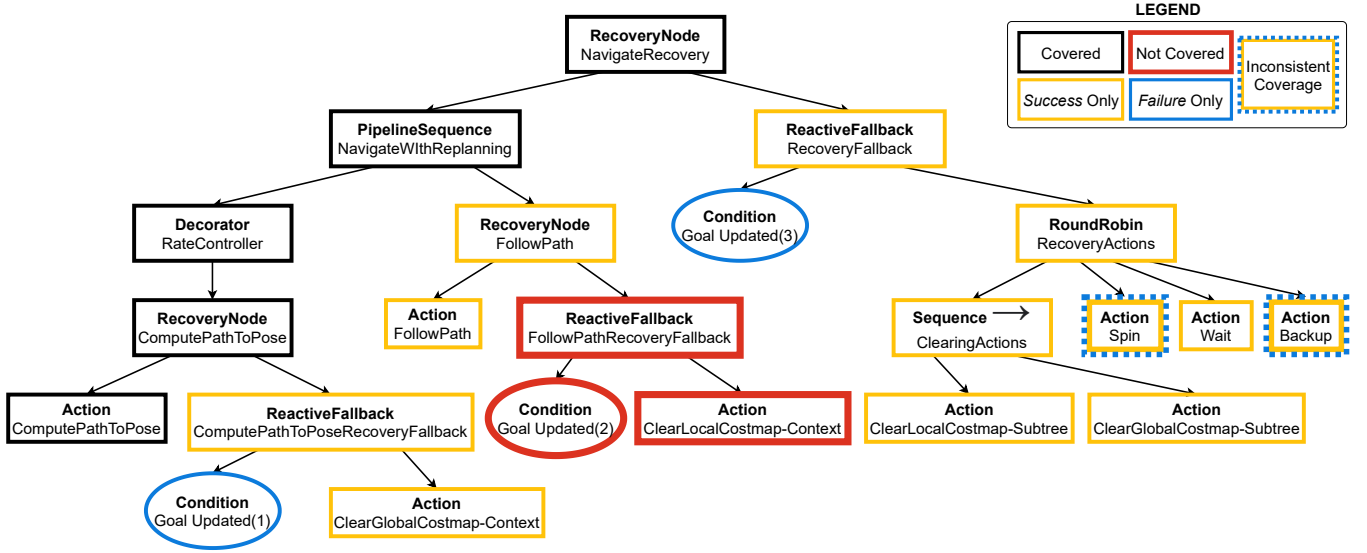 LEGEND
Covered
Not Covered
Inconsistent
Coverage
Success Only
Failure Only
RecoveryNode
NavigateRecovery
PipelineSequence
NavigateWIthReplanning
ReactiveFallback
RecoveryFallback
Decorator
RateController
RecoveryNode
FollowPath
Condition
Goal Updated(3)
RoundRobin
RecoveryActions
RecoveryNode
ComputePathToPose
Action
FollowPath
ReactiveFallback
FollowPathRecoveryFallback
Sequence →
ClearingActions
Action
Spin
Action
Wait
Action
Backup
Action
ComputePathToPose
ReactiveFallback
ComputePathToPoseRecoveryFallback
Condition
Goal Updated(2)
Action
ClearLocalCostmap-Context
Action
ClearLocalCostmap-Subtree
Action
ClearGlobalCostmap-Subtree
Condition
Goal Updated(1)
Action
ClearGlobalCostmap-Context